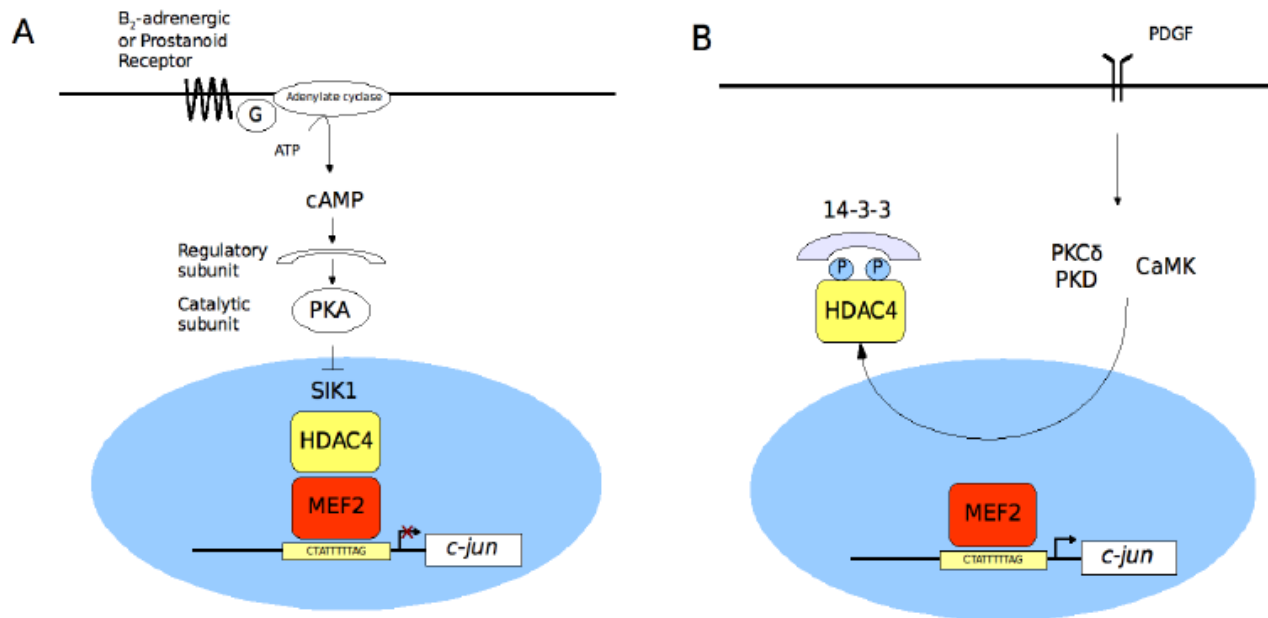 A
B₂-adrenergic
or Prostanoid
Receptor
Adenylate cyclase
G
ATP
cAMP
Regulatory
subunit
Catalytic
subunit
PKA
SIK1
HDAC4
MEF2
CTATTTTTAG
c-jun
B
PDGF
14-3-3
P P
HDAC4
PKCδ
PKD
CaMK
MEF2
CTATTTTTAG
c-jun